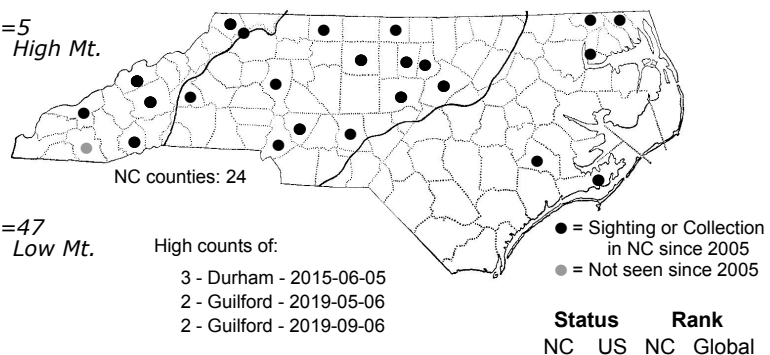 =5
High Mt.
NC counties: 24
=47
Low Mt.
High counts of:
3 - Durham - 2015-06-05
2 - Guilford - 2019-05-06
2 - Guilford - 2019-09-06
= Sighting or Collection
in NC since 2005
= Not seen since 2005
Status Rank
NC US NC Global